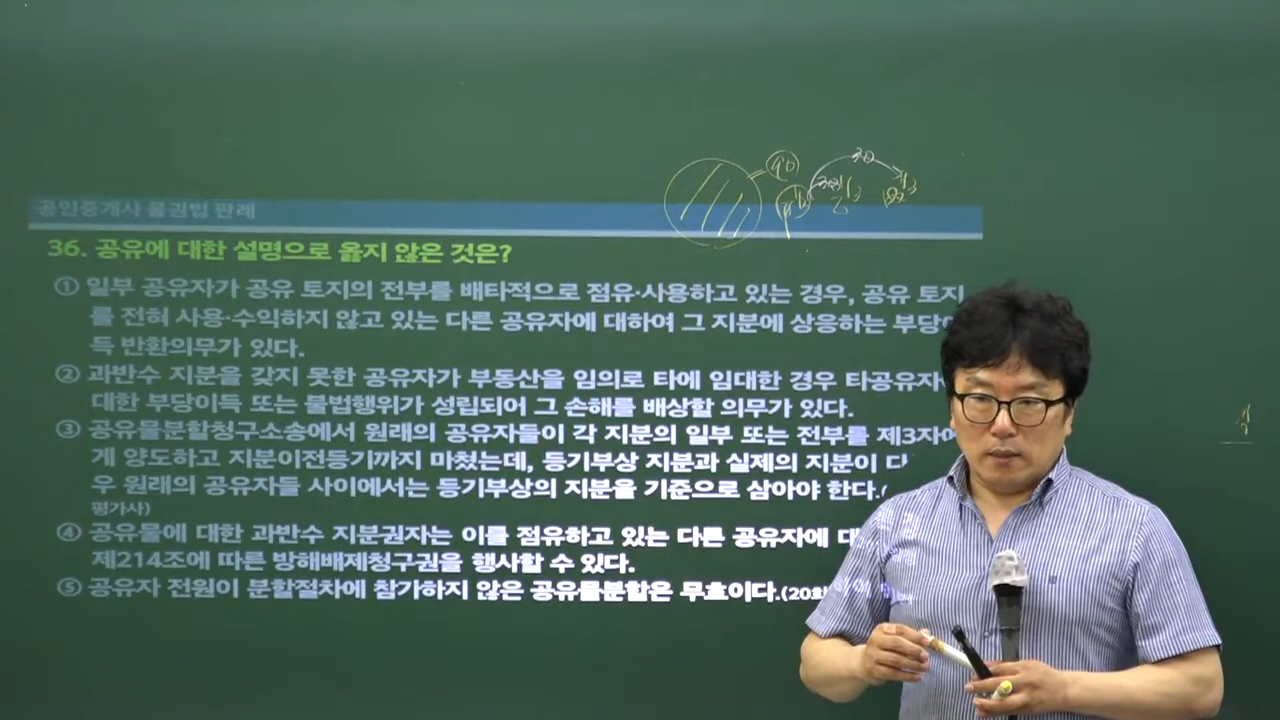 공인중개사 물권법 판례
36. 공유에 대한 설명으로 옳지 않은 것은?
① 일부 공유자가 공유 토지의 전부를 배타적으로 점유·사용하고 있는 경우, 공유 토지
를 전혀 사용·수익하지 않고 있는 다른 공유자에 대하여 그 지분에 상응하는 부당이
득 반환의무가 있다.
② 과반수 지분을 갖지 못한 공유자가 부동산을 임의로 타에 임대한 경우 타공유자
대한 부당이득 또는 불법행위가 성립되어 그 손해를 배상할 의무가 있다.
③ 공유물분할청구소송에서 원래의 공유자들이 각 지분의 일부 또는 전부를 제3자에
게 양도하고 지분이전등기까지 마쳤는데, 등기부상 지분과 실제의 지분이 다
우 원래의 공유자들 사이에서는 등기부상의 지분을 기준으로 삼아야 한다.(
평가사)
④ 공유물에 대한 과반수 지분권자는 이를 점유하고 있는 다른 공유자에 대
제214조에 따른 방해배제청구권을 행사할 수 있다.
⑤ 공유자 전원이 분할절차에 참가하지 않은 공유물분할은 무효이다.(20회